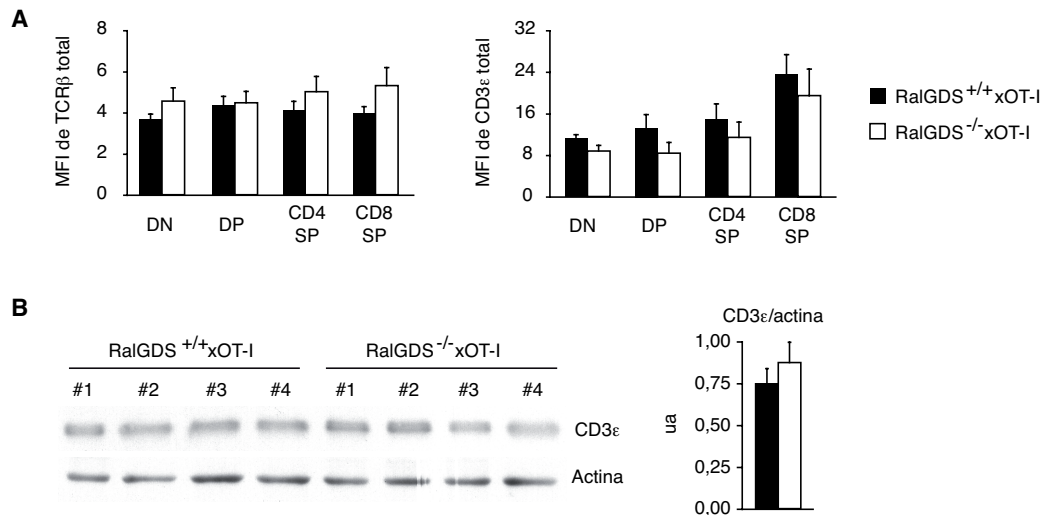 A
MFI de TCRβ total
8
6
4
2
0
DN
DP
CD4 SP
CD8 SP
MFI de CD3ε total
32
24
16
8
0
DN
DP
CD4 SP
CD8 SP
RalGDS+/+xOT-I
RalGDS-/-xOT-I
B
RalGDS+/+xOT-I
RalGDS-/-xOT-I
#1 #2 #3 #4 #1 #2 #3 #4
CD3ε
Actina
CD3ε/actina
ua
1,00
0,75
0,50
0,25
0,00